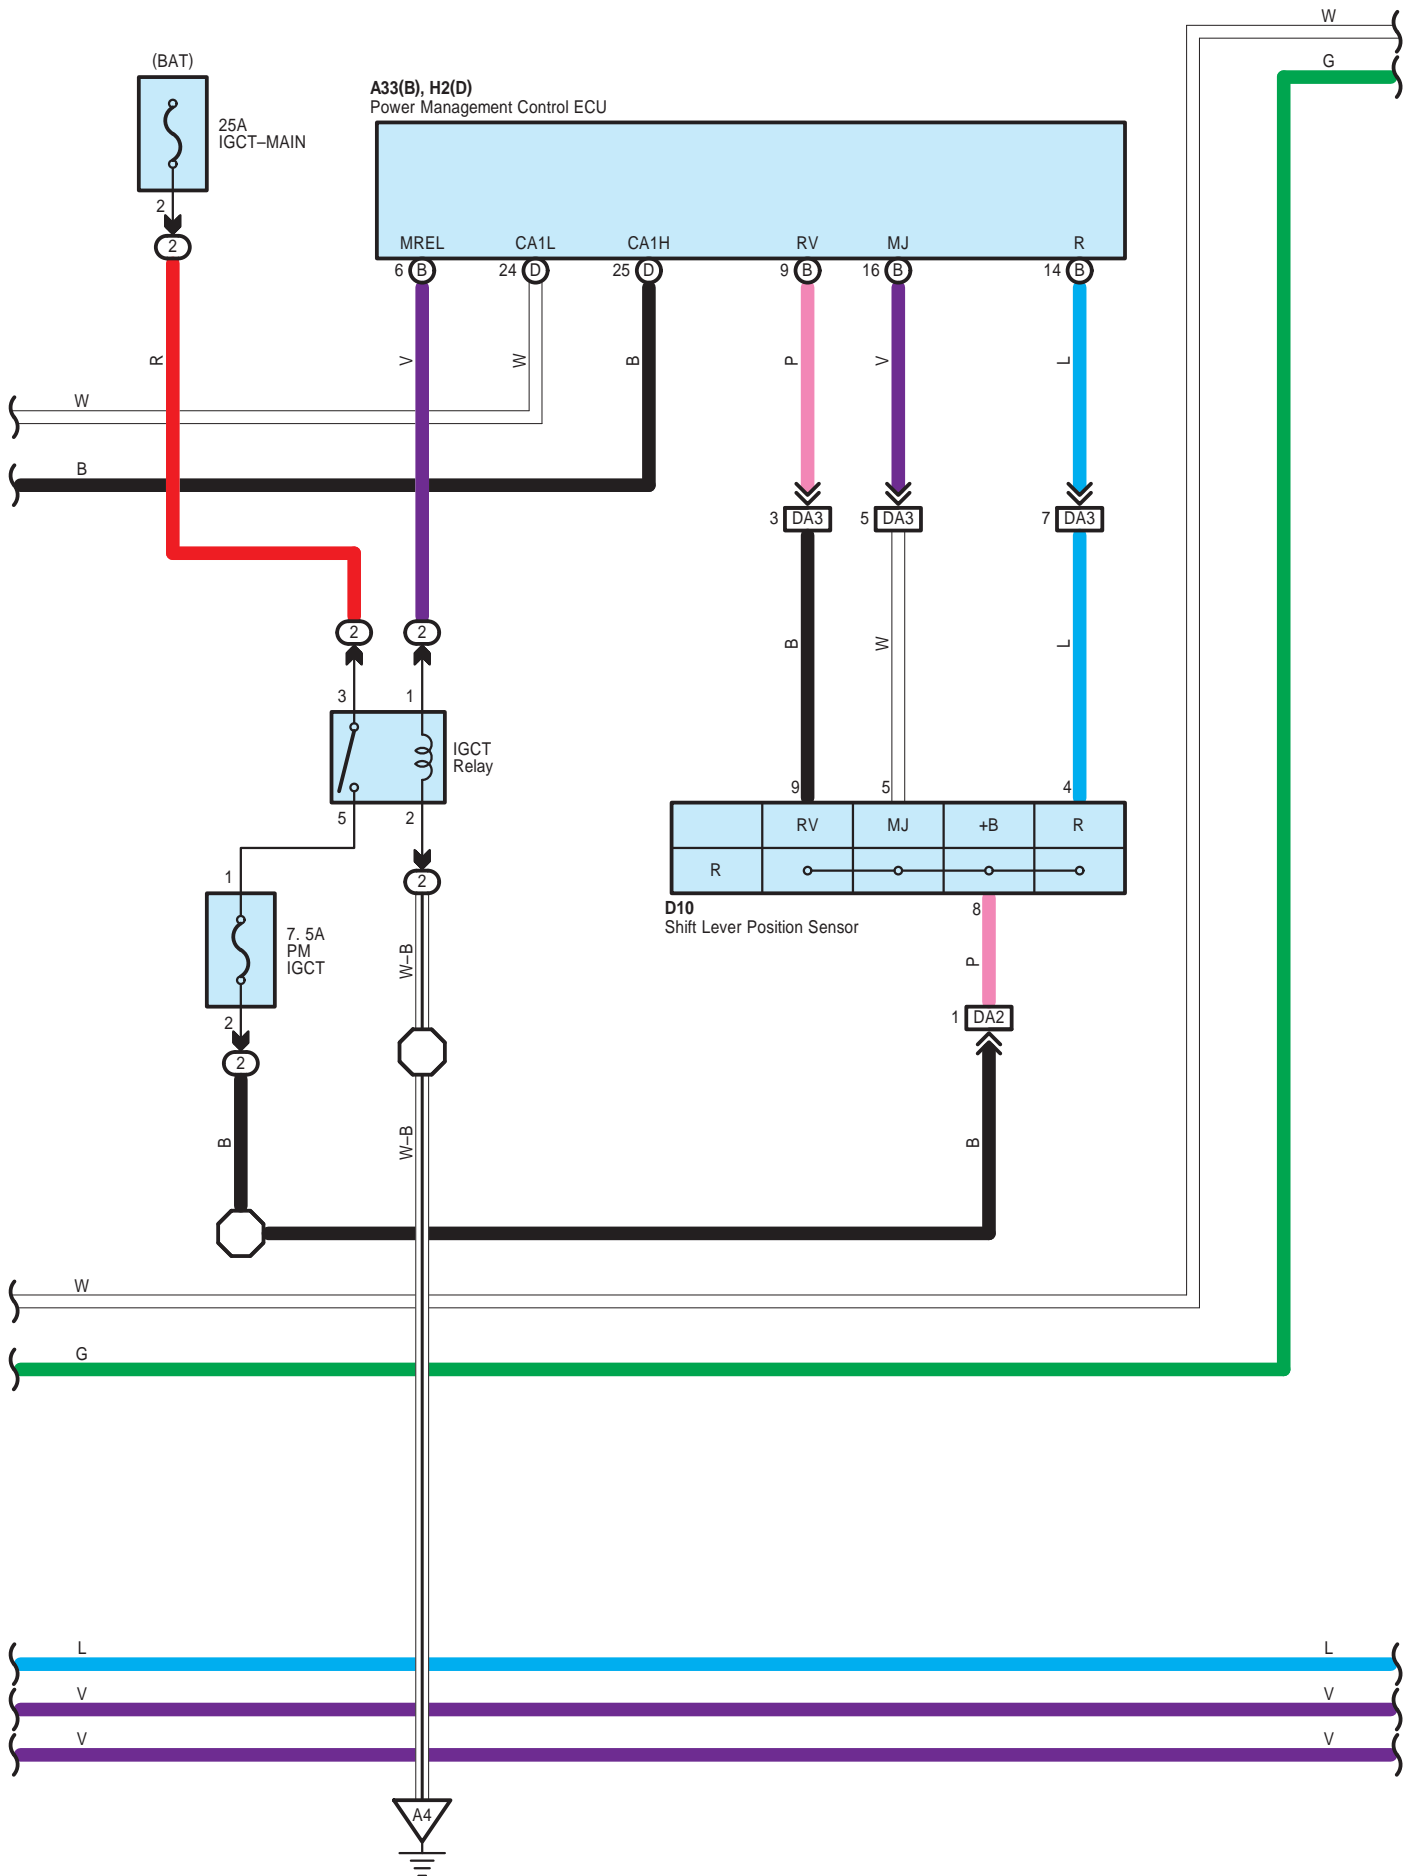 W
G
(BAT)
25A
IGCT–MAIN
2
2
A33(B), H2(D)
Power Management Control ECU
MREL CA1L CA1H RV MJ R
6 B 24 D 25 D 9 B 16 B 14 B
R V W B P V L
W
B
3 DA3 5 DA3 7 DA3
2 2
B W L
3 1
IGCT
Relay
5 2
9 5 4
RV MJ +B R
R
D10
Shift Lever Position Sensor
8
2
1
7. 5A
PM
IGCT
W–B
P
1 DA2
2
2
B
W–B
B
W
G
L L
V V
V V
A4